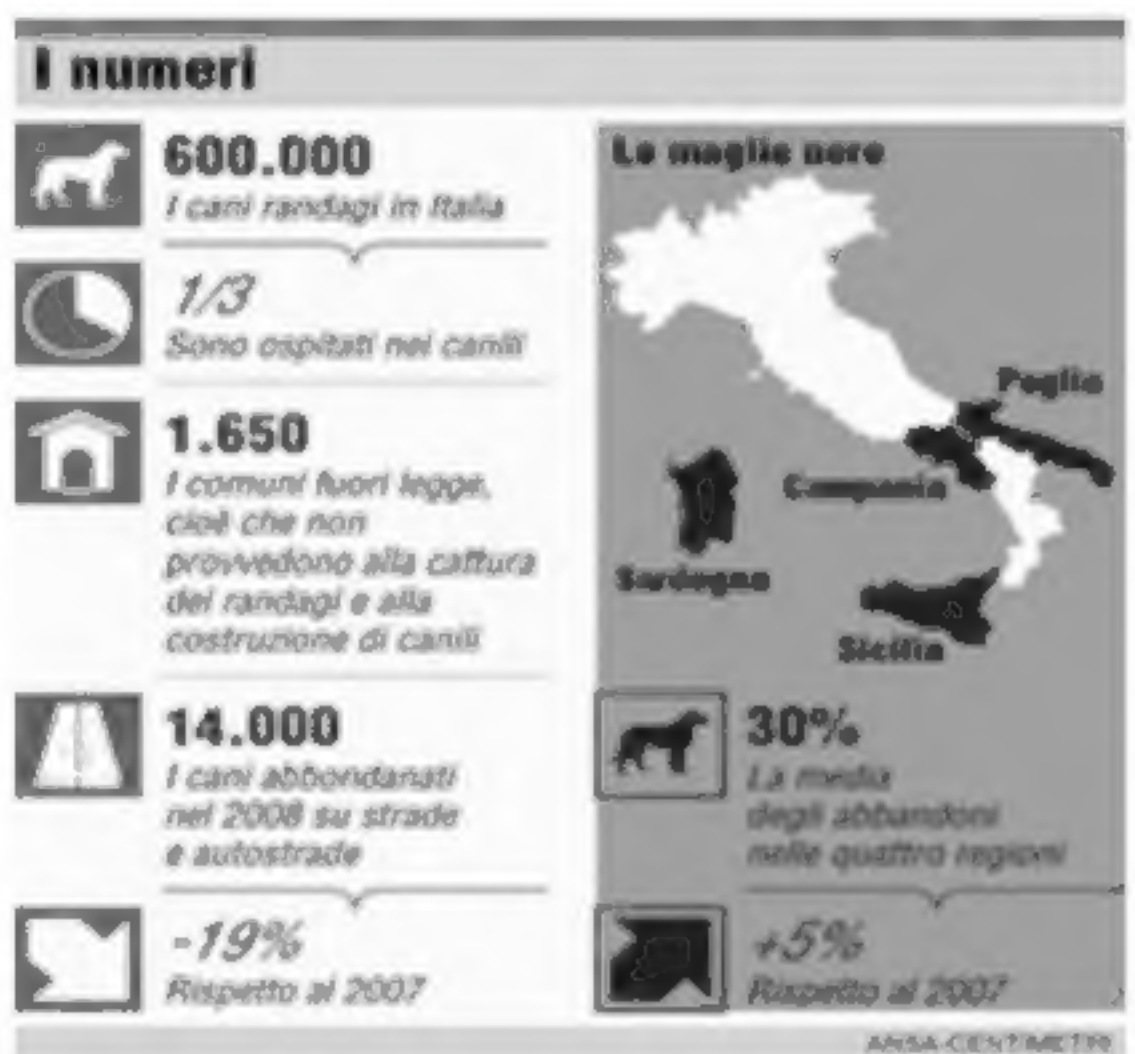 I numeri
600.000
I cani randagi in Italia
1/3
Sono ospitati nei canili
1.650
I comuni fuori legge,
cioè che non
provvedono alla cattura
dei randagi e alla
costruzione di canili
14.000
I cani abbondanati
nel 2008 su strade
e autostrade
-19%
Rispetto al 2007
Le maglie nere
Puglia
Campania
Sardegna
Sicilia
30%
La media
degli abbandoni
nelle quattro regioni
+5%
Rispetto al 2007
ANSA-CENTIMETRI